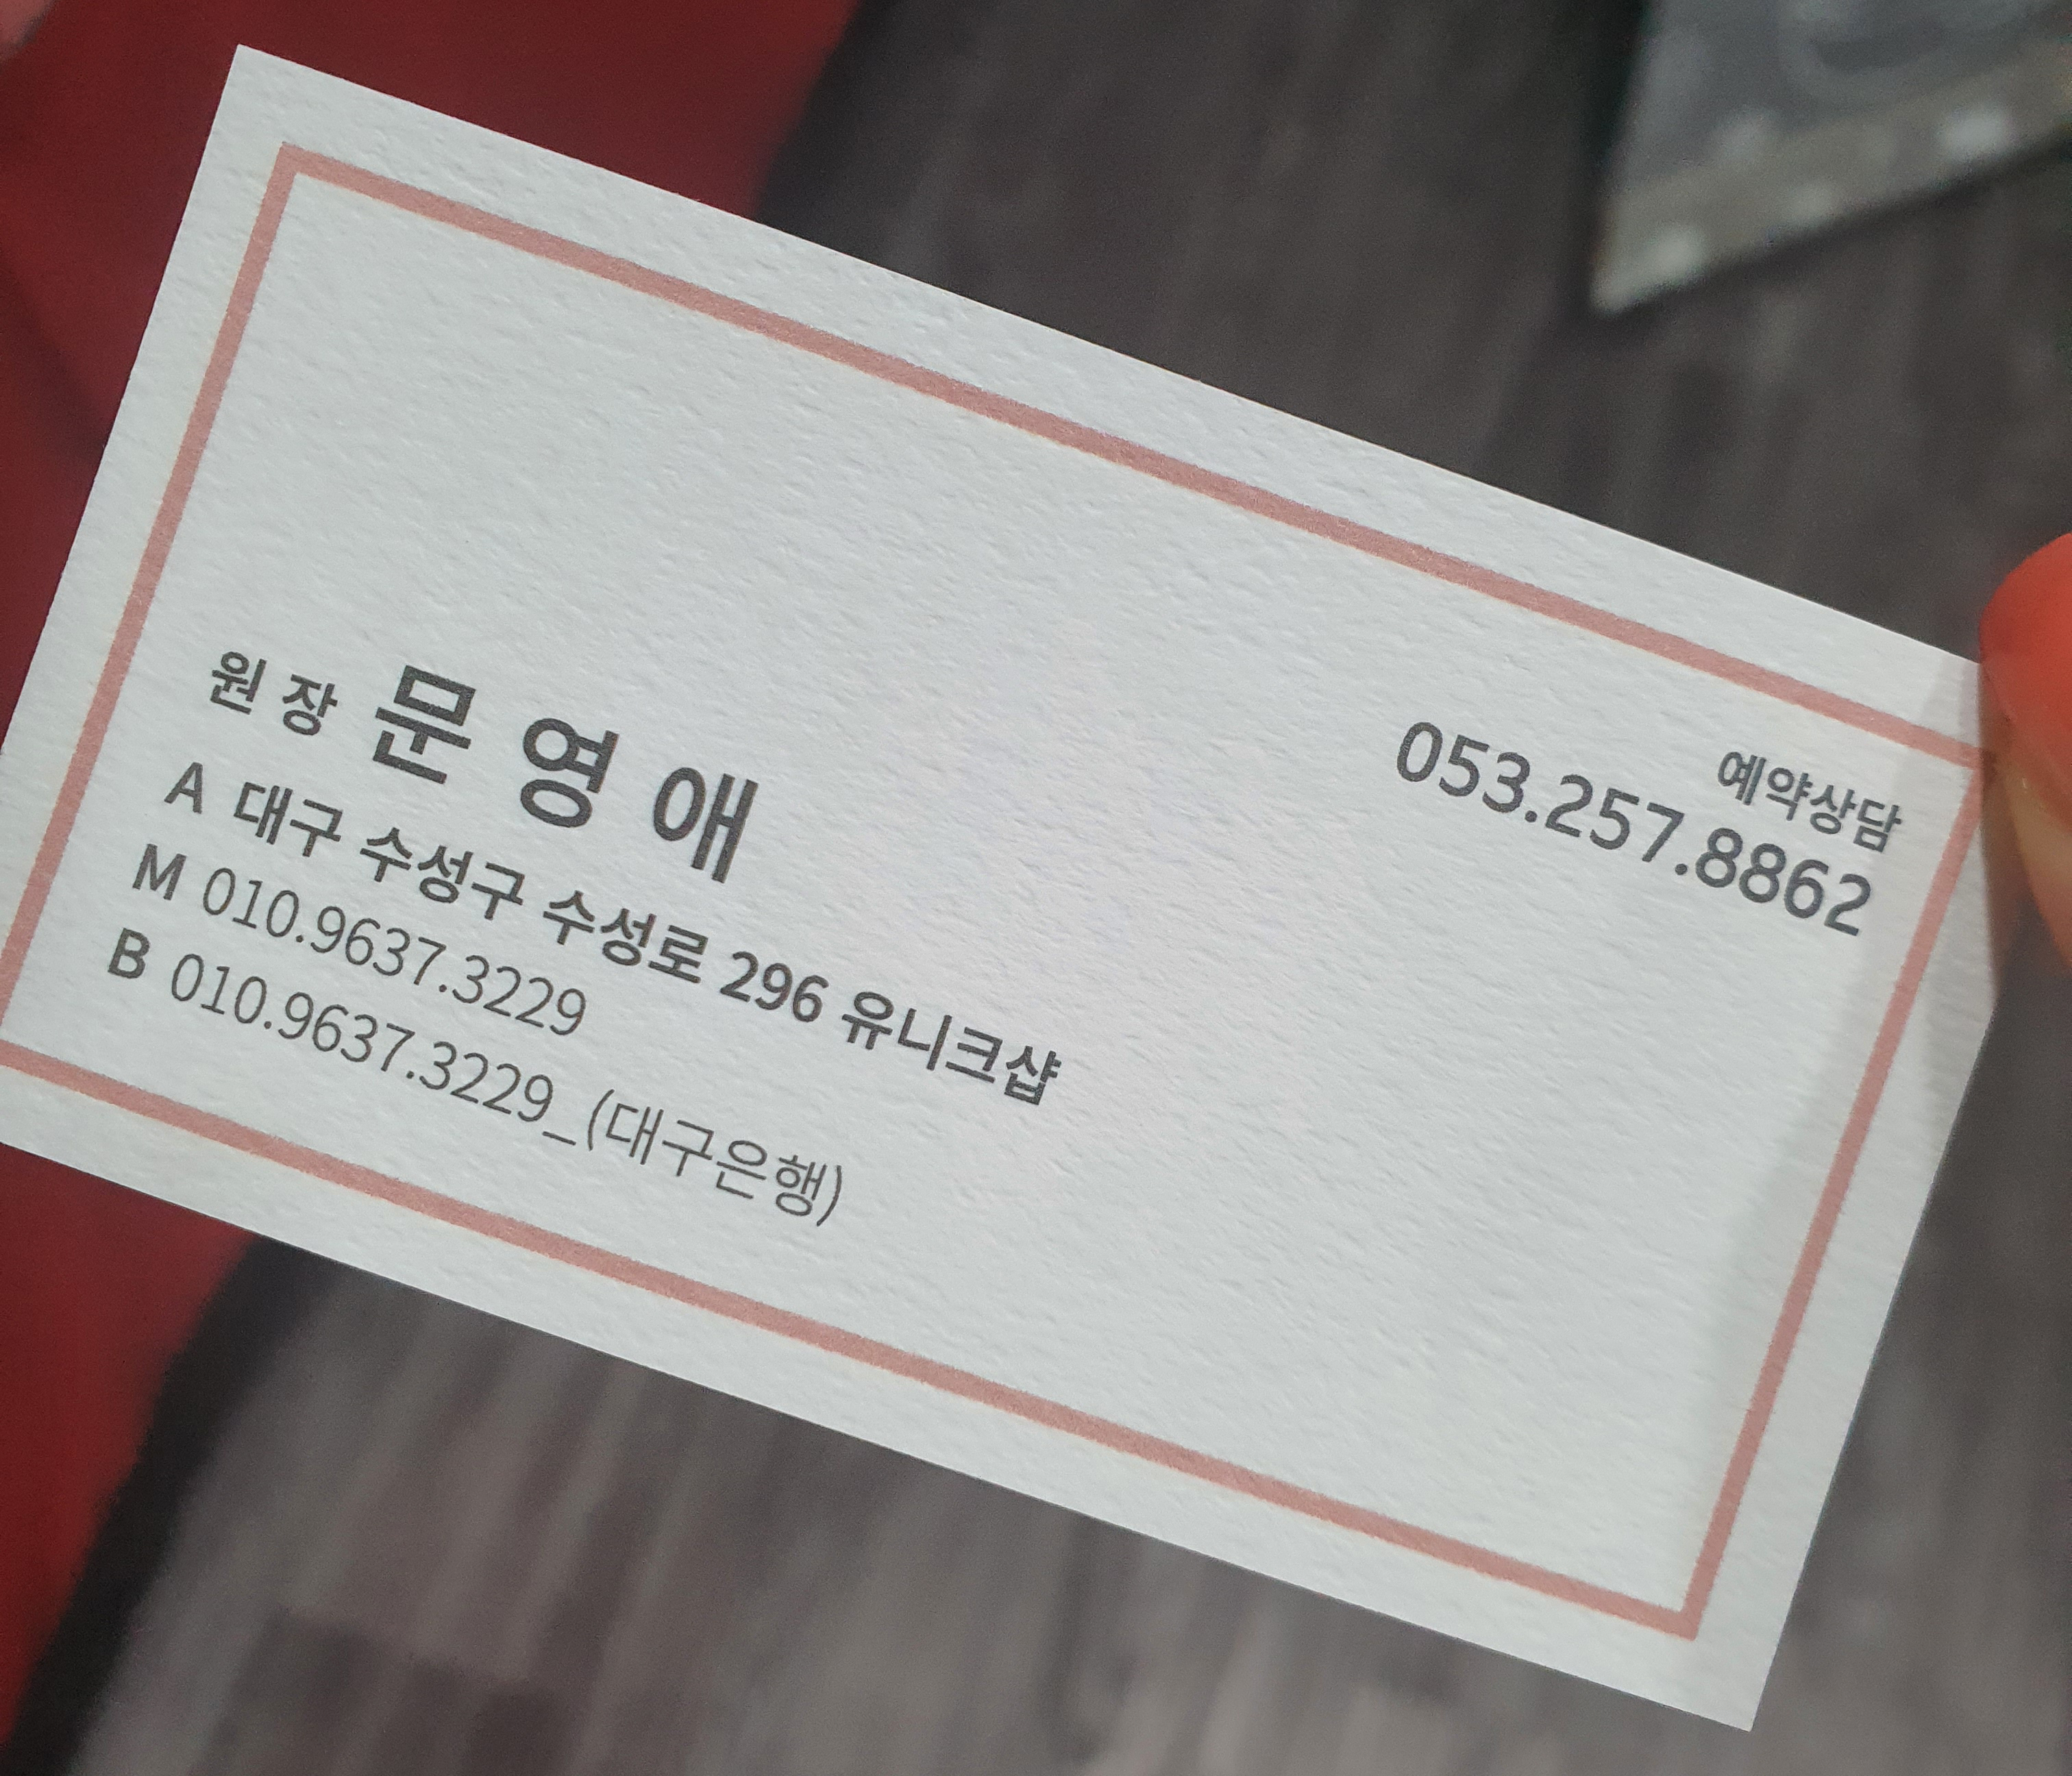 예약상담
053.257.8862
원장 문영애
A 대구 수성구 수성로 296 유니크샵
M 010.9637.3229
B 010.9637.3229_(대구은행)